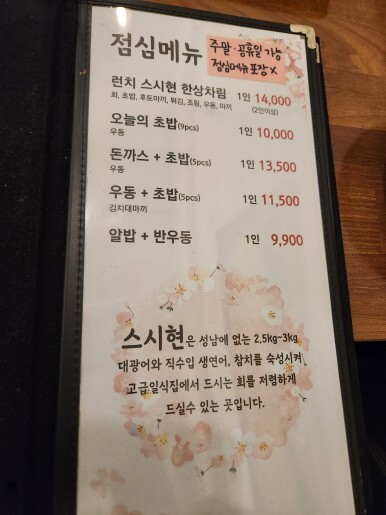 점심메뉴
주말·공휴일 가능
점심메뉴 포장 X
런치 스시현 한상차림 1인 14,000
회, 초밥, 후토마끼, 튀김, 조림, 우동, 마끼 (2인이상)
오늘의 초밥(9pcs) 1인 10,000
우동
돈까스 + 초밥(5pcs) 1인 13,500
우동
우동 + 초밥(5pcs) 1인 11,500
김치대마끼
알밥 + 반우동 1인 9,900
스시현은 성남에 없는 2.5kg~3kg
대광어와 직수입 생연어, 참치를 숙성시켜
고급일식집에서 드시는 회를 저렴하게
드실수 있는 곳입니다.